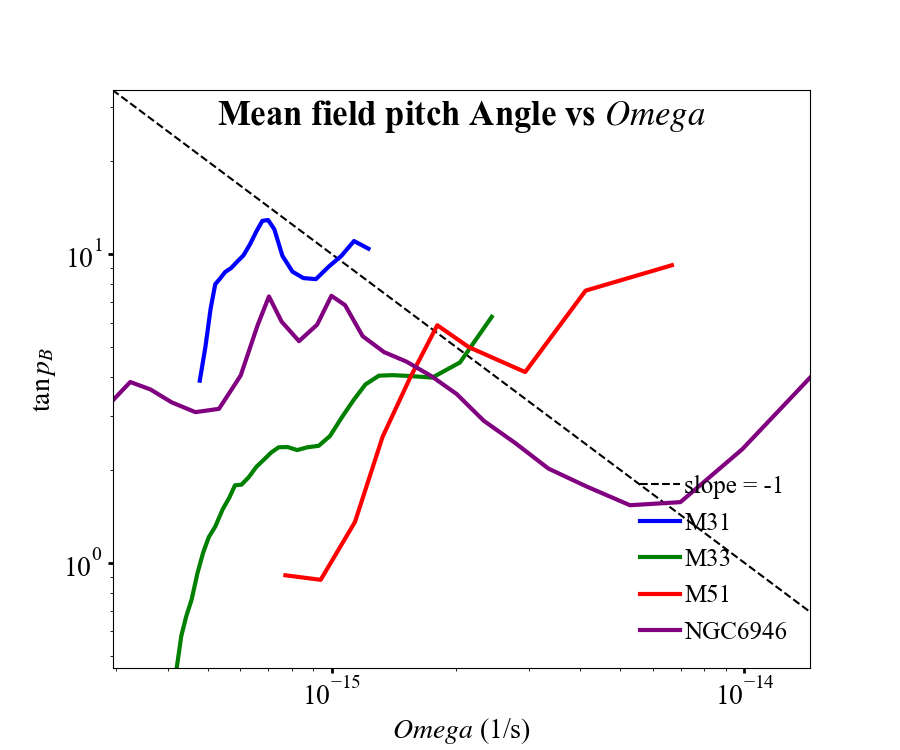 Mean field pitch Angle vs Omega
tan p_B
10^1
10^0
slope = -1
M31
M33
M51
NGC6946
10^−15
10^−14
Omega (1/s)